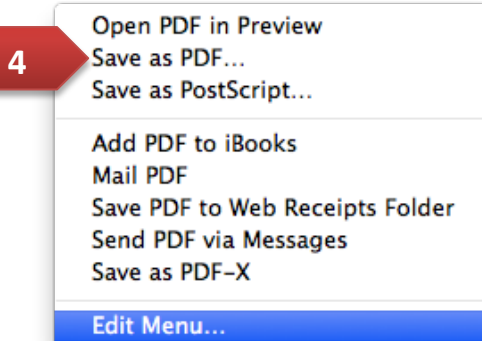 Open PDF in Preview
4
Save as PDF...
Save as PostScript...
Add PDF to iBooks
Mail PDF
Save PDF to Web Receipts Folder
Send PDF via Messages
Save as PDF-X
Edit Menu...